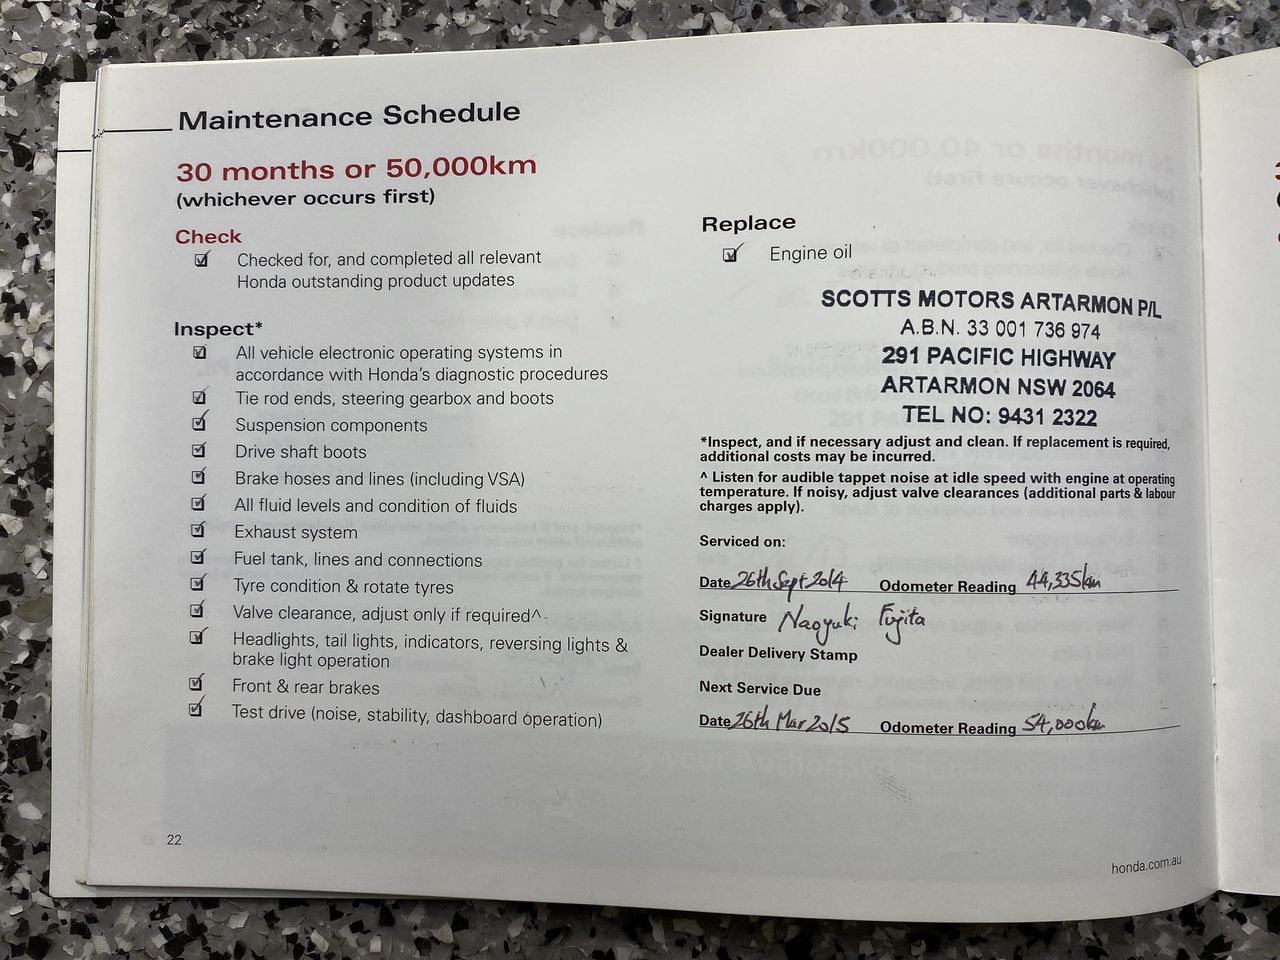 Maintenance Schedule
30 months or 50,000km
(whichever occurs first)
Check
Checked for, and completed all relevant
Honda outstanding product updates
Inspect*
All vehicle electronic operating systems in
accordance with Honda's diagnostic procedures
Tie rod ends, steering gearbox and boots
Suspension components
Drive shaft boots
Brake hoses and lines (including VSA)
All fluid levels and condition of fluids
Exhaust system
Fuel tank, lines and connections
Tyre condition & rotate tyres
Valve clearance, adjust only if required^
Headlights, tail lights, indicators, reversing lights &
brake light operation
Front & rear brakes
Test drive (noise, stability, dashboard operation)
22
Replace
Engine oil
SCOTTS MOTORS ARTARMON P/L
A.B.N. 33 001 736 974
291 PACIFIC HIGHWAY
ARTARMON NSW 2064
TEL NO: 9431 2322
*Inspect, and if necessary adjust and clean. If replacement is required,
additional costs may be incurred.
^ Listen for audible tappet noise at idle speed with engine at operating
temperature. If noisy, adjust valve clearances (additional parts & labour
charges apply).
Serviced on:
Date 26th Sept 2014 Odometer Reading 44,335km
Signature Naoyuki Fujita
Dealer Delivery Stamp
Next Service Due
Date 26th Mar 2015 Odometer Reading 54,000km
honda.com.au